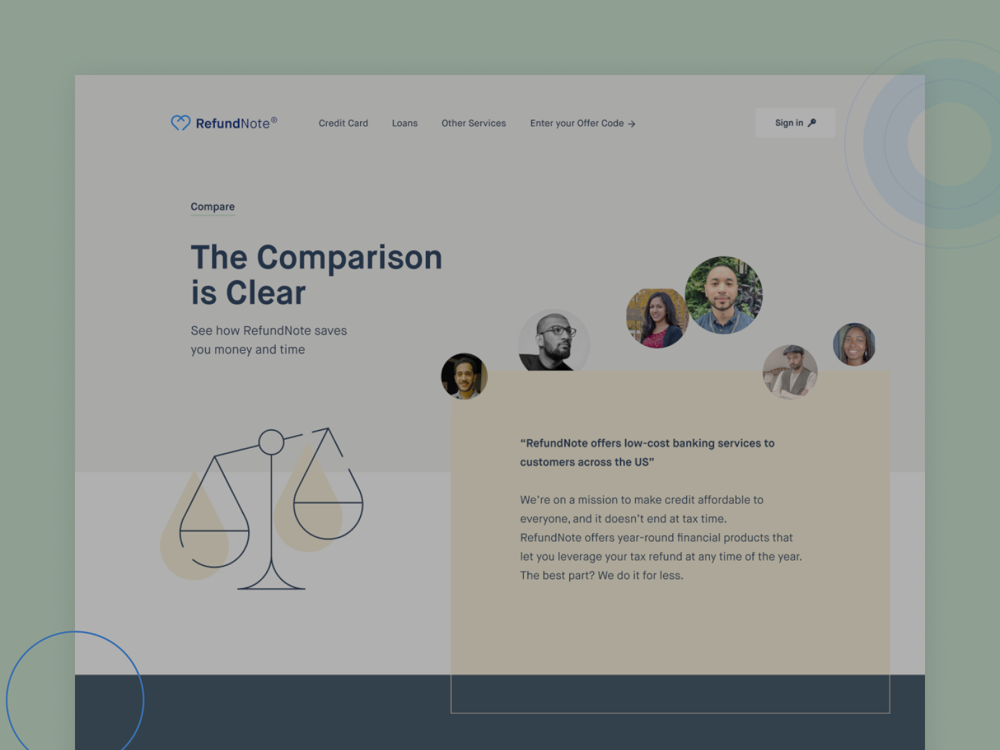 RefundNote®
Credit Card
Loans
Other Services
Enter your Offer Code →
Sign in
Compare
The Comparison
is Clear
See how RefundNote saves
you money and time
“RefundNote offers low-cost banking services to
customers across the US”
We’re on a mission to make credit affordable to
everyone, and it doesn’t end at tax time.
RefundNote offers year-round financial products that
let you leverage your tax refund at any time of the year.
The best part? We do it for less.